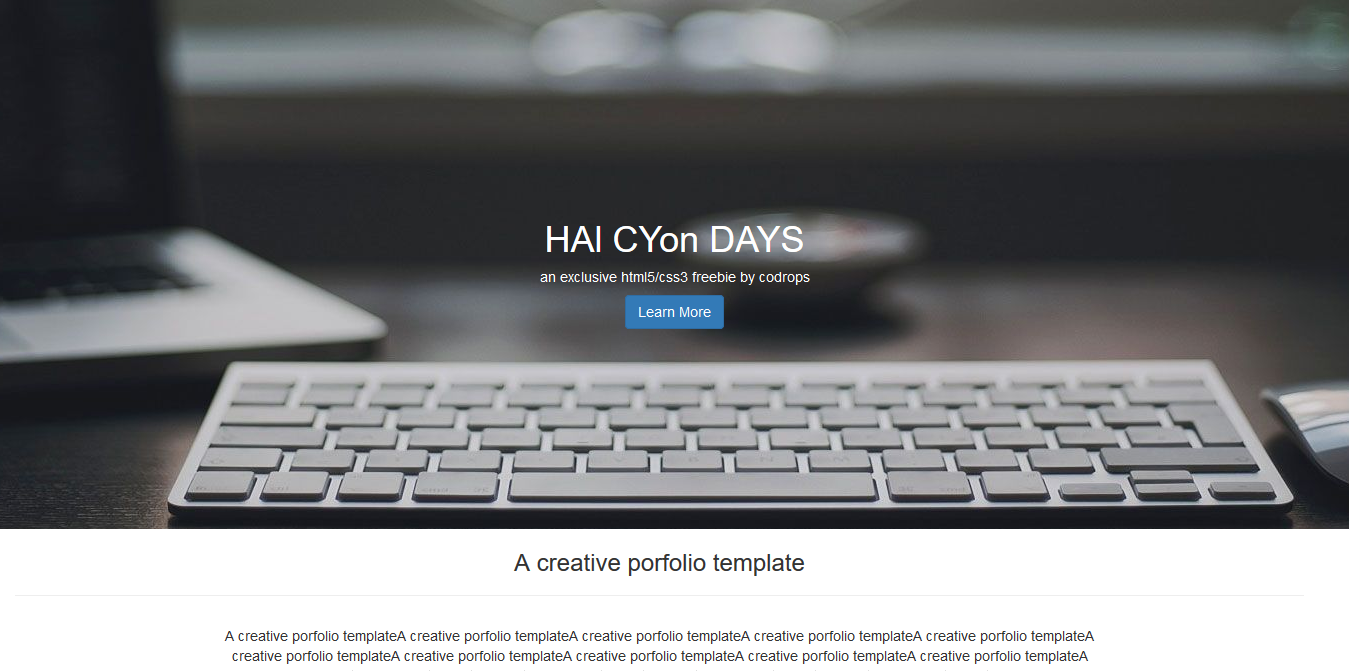 HAI CYon DAYS
an exclusive html5/css3 freebie by codrops
Learn More
A creative porfolio template
A creative porfolio templateA creative porfolio templateA creative porfolio templateA creative porfolio templateA creative porfolio templateA
creative porfolio templateA creative porfolio templateA creative porfolio templateA creative porfolio templateA creative porfolio templateA